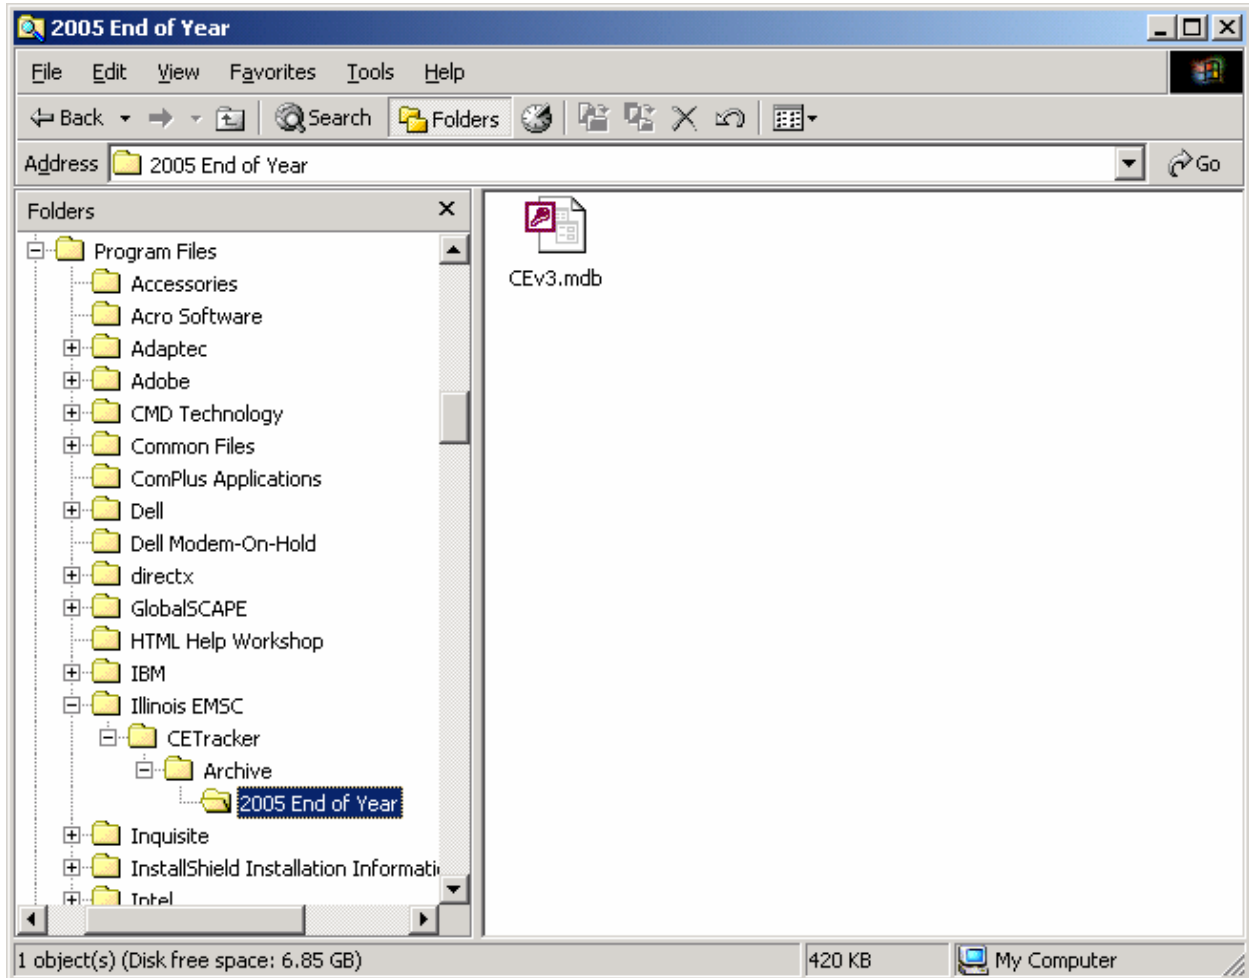 2005 End of Year
File Edit View Favorites Tools Help
Back Search Folders
Address 2005 End of Year Go
Folders
Program Files
Accessories
Acro Software
Adaptec
Adobe
CMD Technology
Common Files
ComPlus Applications
Dell
Dell Modem-On-Hold
directx
GlobalSCAPE
HTML Help Workshop
IBM
Illinois EMSC
CETracker
Archive
2005 End of Year
Inquisite
InstallShield Installation Informati
Intel
CEv3.mdb
1 object(s) (Disk free space: 6.85 GB) 420 KB My Computer